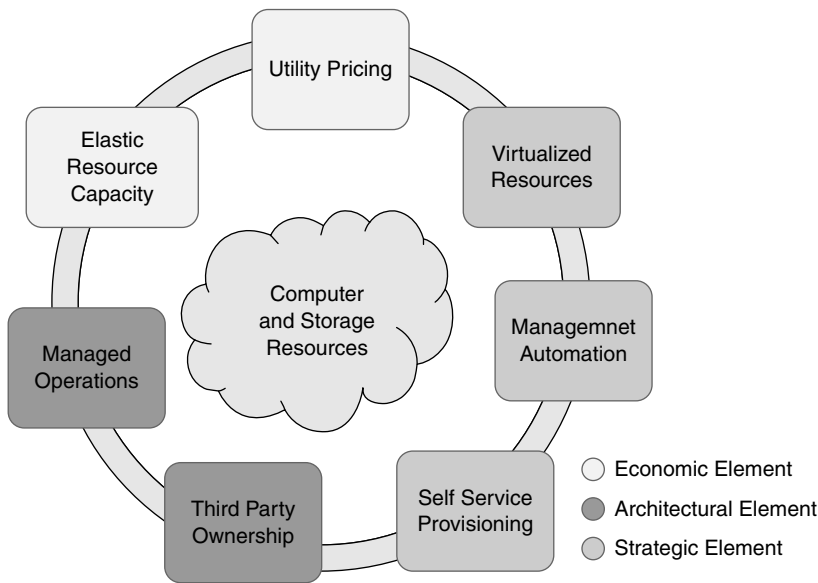 Utility Pricing
Elastic
Resource
Capacity
Virtualized
Resources
Computer
and Storage
Resources
Managed
Operations
Managemnet
Automation
Third Party
Ownership
Self Service
Provisioning
Economic Element
Architectural Element
Strategic Element